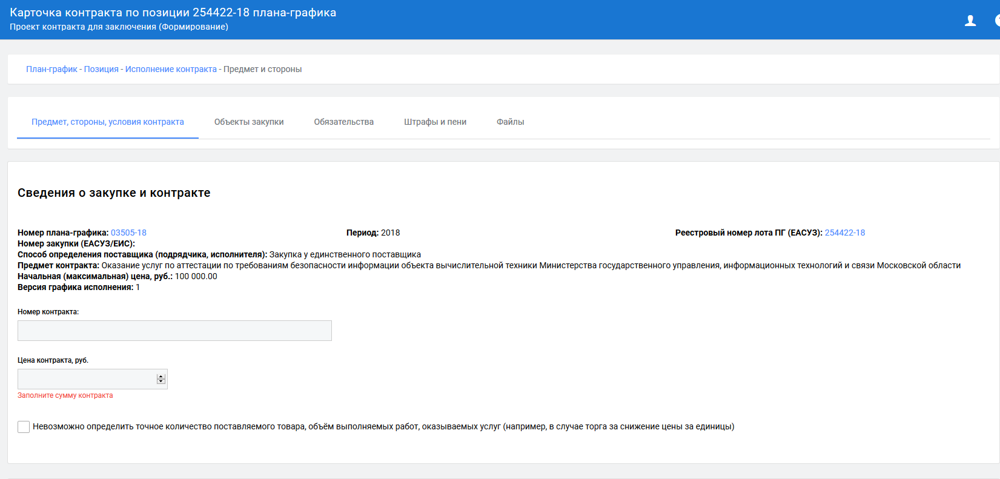 Карточка контракта по позиции 254422-18 плана-графика
Проект контракта для заключения (Формирование)
План-график - Позиция - Исполнение контракта - Предмет и стороны
Предмет, стороны, условия контракта Объекты закупки Обязательства Штрафы и пени Файлы
Сведения о закупке и контракте
Номер плана-графика: 03505-18 Период: 2018 Реестровый номер лота ПГ (ЕАСУЗ): 254422-18
Номер закупки (ЕАСУЗ/ЕИС):
Способ определения поставщика (подрядчика, исполнителя): Закупка у единственного поставщика
Предмет контракта: Оказание услуг по аттестации по требованиям безопасности информации объекта вычислительной техники Министерства государственного управления, информационных технологий и связи Московской области
Начальная (максимальная) цена, руб.: 100 000.00
Версия графика исполнения: 1
Номер контракта:
Цена контракта, руб.
Заполните сумму контракта
Невозможно определить точное количество поставляемого товара, объём выполняемых работ, оказываемых услуг (например, в случае торга за снижение цены за единицы)